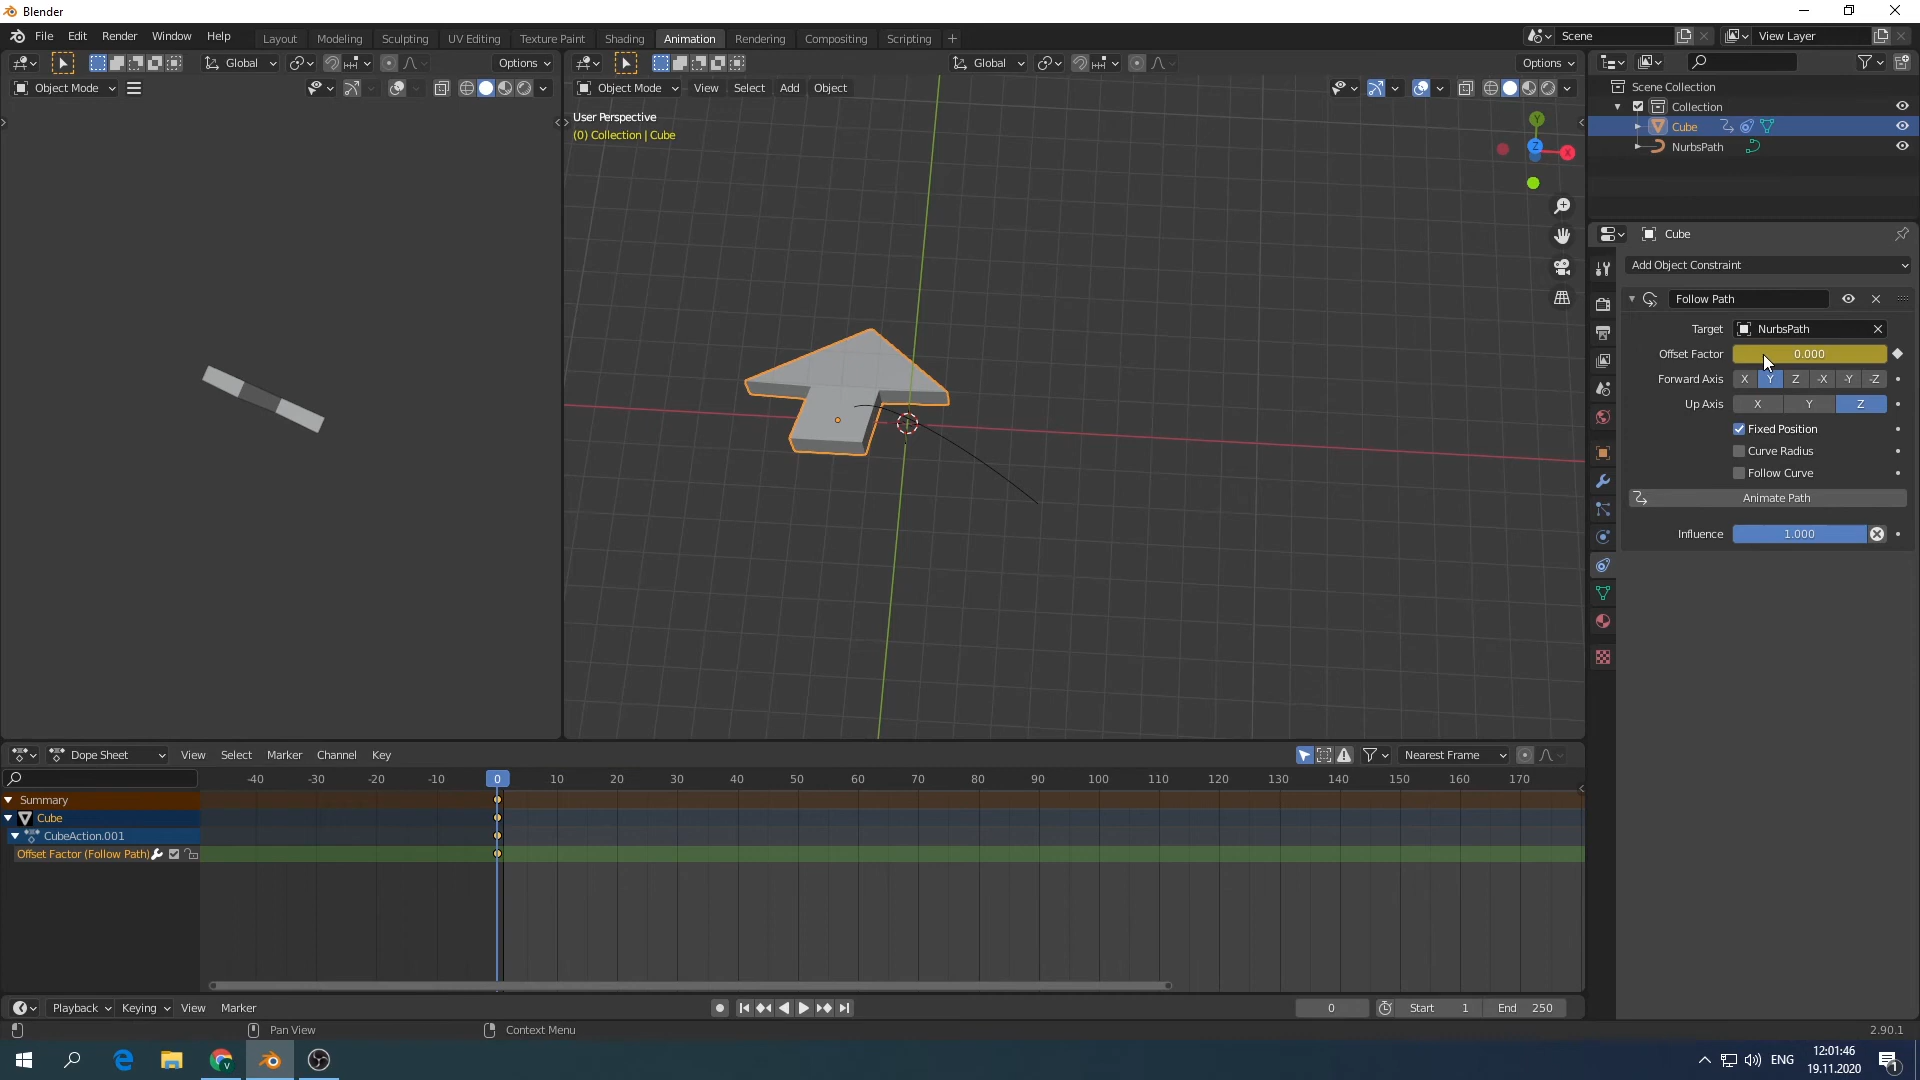 Blender
File Edit Render Window Help Layout Modeling Sculpting UV Editing Texture Paint Shading Animation Rendering Compositing Scripting Scene View Layer
Global Options
Object Mode
Global Options
Object Mode View Select Add Object
User Perspective
(0) Collection | Cube
Y
Z
X
Scene Collection
Collection
Cube
NurbsPath
Cube
Add Object Constraint
Follow Path
Target NurbsPath
Offset Factor 0.000
Forward Axis X Y Z -X -Y -Z
Up Axis X Y Z
Fixed Position
Curve Radius
Follow Curve
Animate Path
Influence 1.000
Dope Sheet View Select Marker Channel Key Nearest Frame
-40 -30 -20 -10 0 10 20 30 40 50 60 70 80 90 100 110 120 130 140 150 160 170
Summary
Cube
CubeAction.001
Offset Factor (Follow Path)
Playback Keying View Marker 0 Start 1 End 250
Pan View Context Menu 2.90.1
ENG 12:01:46
19.11.2020
1